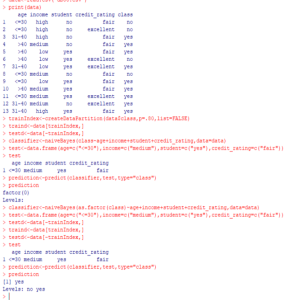 > print(data)
age income student credit_rating class
1 <=30 high no fair no
2 <=30 high no excellent no
3 31-40 high no fair yes
4 >40 medium no fair yes
5 >40 low yes fair yes
6 >40 low yes excellent no
7 31-40 low yes excellent yes
8 <=30 medium no fair no
9 <=30 low yes fair yes
10 >40 medium yes fair yes
11 <=30 medium yes excellent yes
12 31-40 medium no excellent yes
13 31-40 high yes fair yes
> trainIndex<-createDataPartition(data$class,p=.80,list=FALSE)
> traind<-data[trainIndex,]
> testd<-data[-trainIndex,]
> classifier<-naiveBayes(class~age+income+student+credit_rating,data=data)
> test<-data.frame(age=c("<=30"),income=c("medium"),student=c("yes"),credit_rating=c("fair"))
> test
age income student credit_rating
1 <=30 medium yes fair
> prediction<-predict(classifier,test,type="class")
> prediction
factor(0)
Levels:
> classifier<-naiveBayes(as.factor(class)~age+income+student+credit_rating,data=data)
> test<-data.frame(age=c("<=30"),income=c("medium"),student=c("yes"),credit_rating=c("fair"))
> testd<-data[-trainIndex,]
> traind<-data[trainIndex,]
> testd<-data[-trainIndex,]
> test
age income student credit_rating
1 <=30 medium yes fair
> prediction<-predict(classifier,test,type="class")
> prediction
[1] yes
Levels: no yes
>